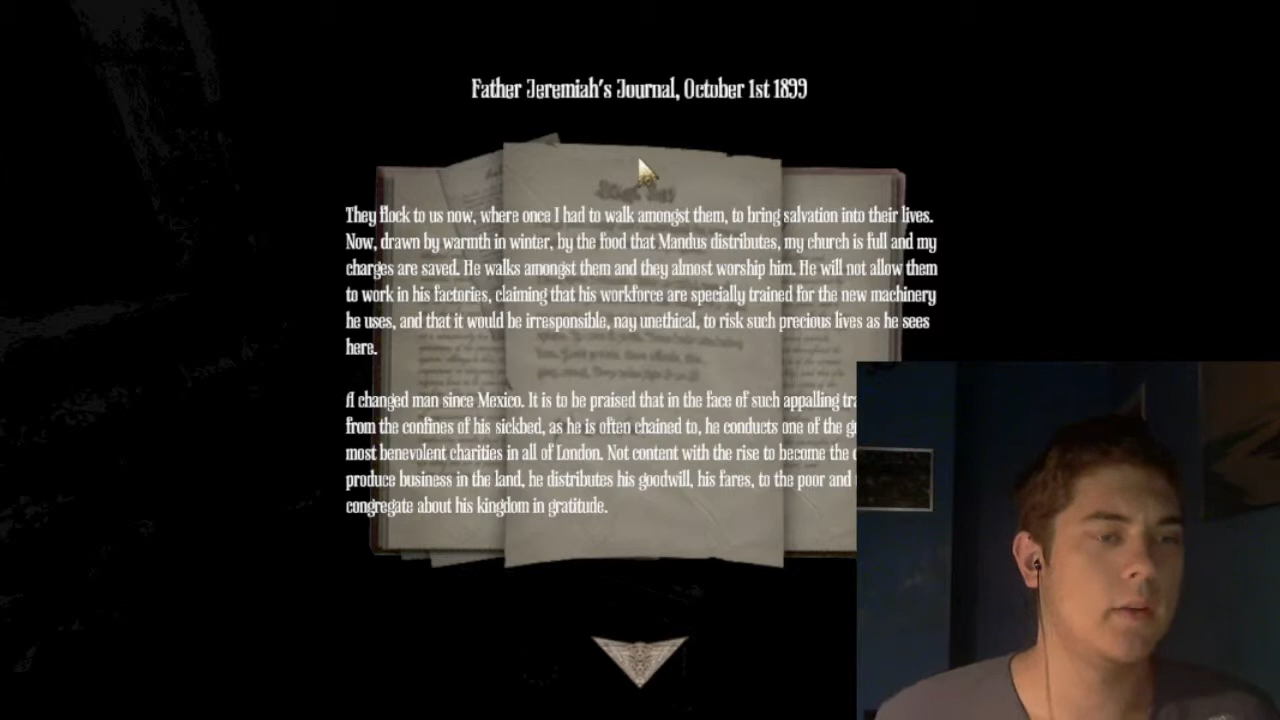 Father Jeremiah's Journal, October 1st 1899
They flock to us now, where once I had to walk amongst them, to bring salvation into their lives.
Now, drawn by warmth in winter, by the food that Mandus distributes, my church is full and my
charges are saved. He walks amongst them and they almost worship him. He will not allow them
to work in his factories, claiming that his workforce are specially trained for the new machinery
he uses, and that it would be irresponsible, nay unethical, to risk such precious lives as he sees
here.
A changed man since Mexico. It is to be praised that in the face of such appalling
from the confines of his sickbed, as he is often chained to, he conducts one of the
most benevolent charities in all of London. Not content with the rise to become the
produce business in the land, he distributes his goodwill, his fares, to the poor and
congregate about his kingdom in gratitude.